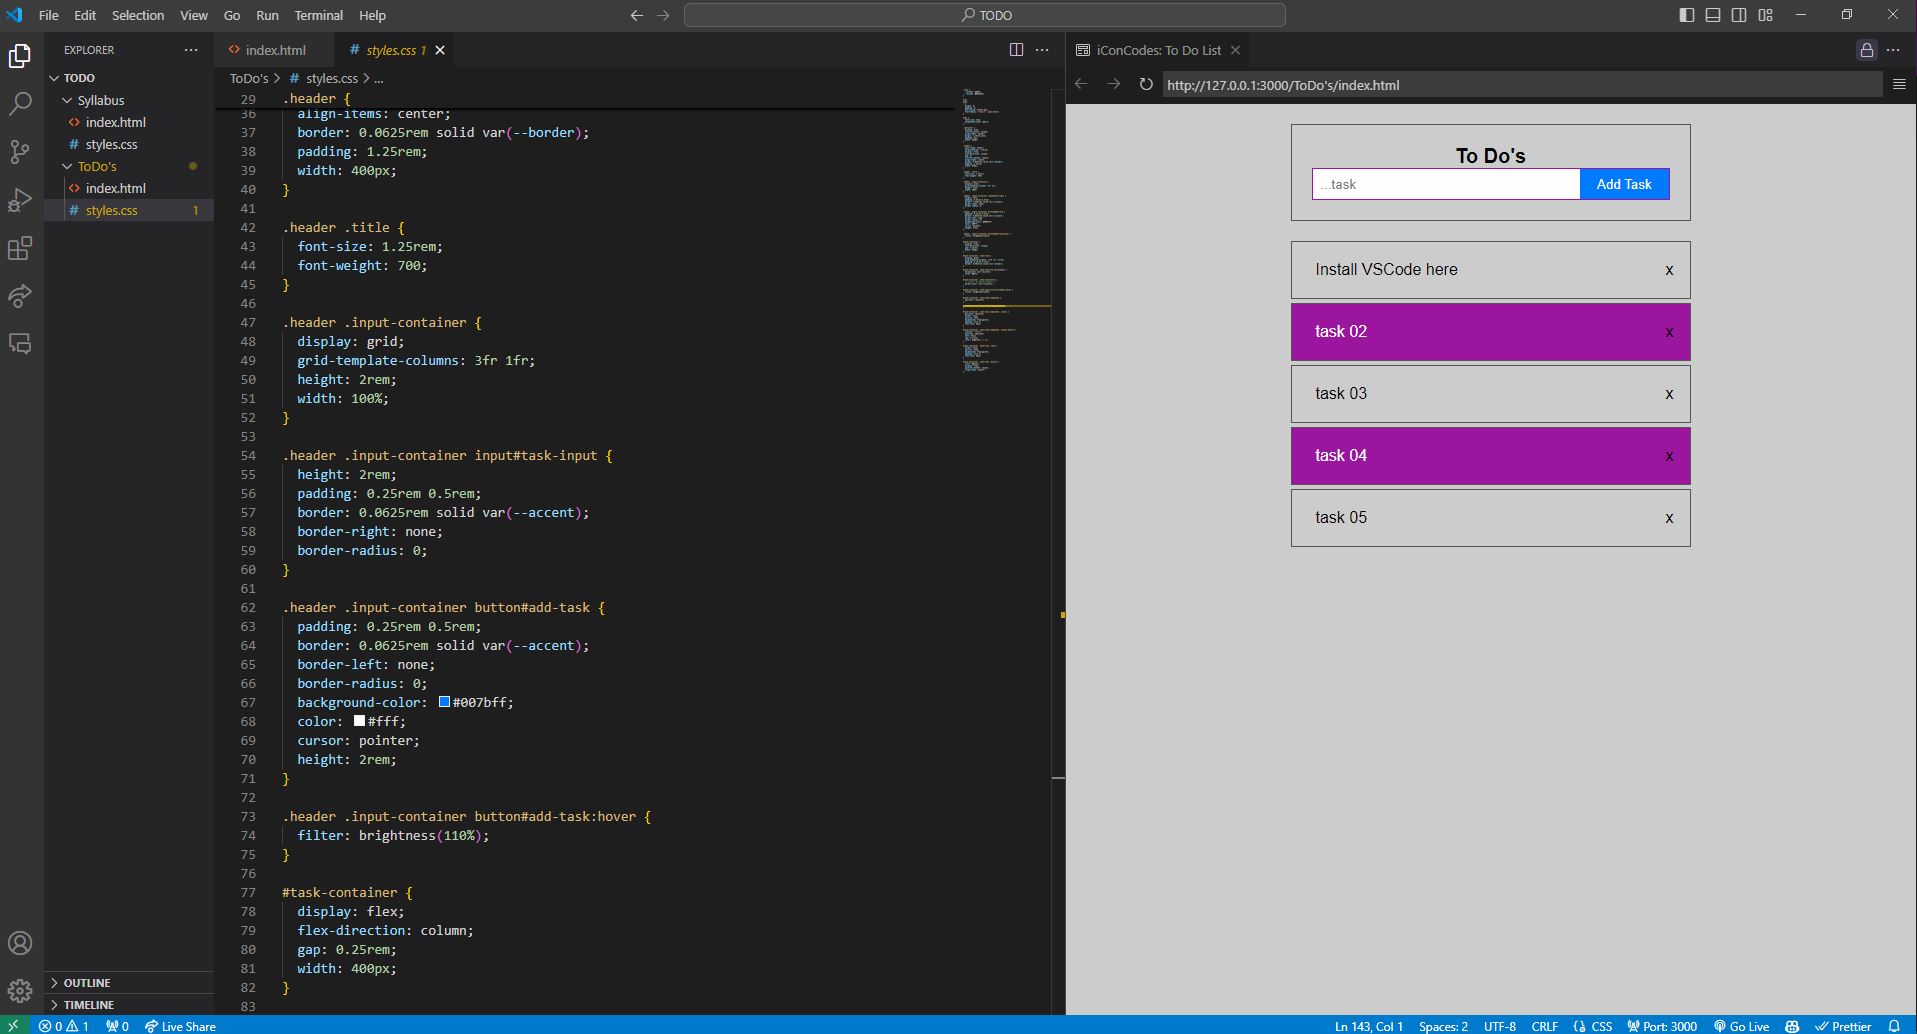 File Edit Selection View Go Run Terminal Help
TODO
EXPLORER
TODO
Syllabus
index.html
styles.css
ToDo's
index.html
styles.css 1
OUTLINE
TIMELINE
index.html
styles.css 1
ToDo's > styles.css > ...
29 .header {
36 align-items: center;
37 border: 0.0625rem solid var(--border);
38 padding: 1.25rem;
39 width: 400px;
40 }
41
42 .header .title {
43 font-size: 1.25rem;
44 font-weight: 700;
45 }
46
47 .header .input-container {
48 display: grid;
49 grid-template-columns: 3fr 1fr;
50 height: 2rem;
51 width: 100%;
52 }
53
54 .header .input-container input#task-input {
55 height: 2rem;
56 padding: 0.25rem 0.5rem;
57 border: 0.0625rem solid var(--accent);
58 border-right: none;
59 border-radius: 0;
60 }
61
62 .header .input-container button#add-task {
63 padding: 0.25rem 0.5rem;
64 border: 0.0625rem solid var(--accent);
65 border-left: none;
66 border-radius: 0;
67 background-color: #007bff;
68 color: #fff;
69 cursor: pointer;
70 height: 2rem;
71 }
72
73 .header .input-container button#add-task:hover {
74 filter: brightness(110%);
75 }
76
77 #task-container {
78 display: flex;
79 flex-direction: column;
80 gap: 0.25rem;
81 width: 400px;
82 }
83
iConCodes: To Do List
http://127.0.0.1:3000/ToDo's/index.html
To Do's
...task Add Task
Install VSCode here x
task 02 x
task 03 x
task 04 x
task 05 x
0 1 0 Live Share Ln 143, Col 1 Spaces: 2 UTF-8 CRLF {} CSS Port: 3000 Go Live Prettier